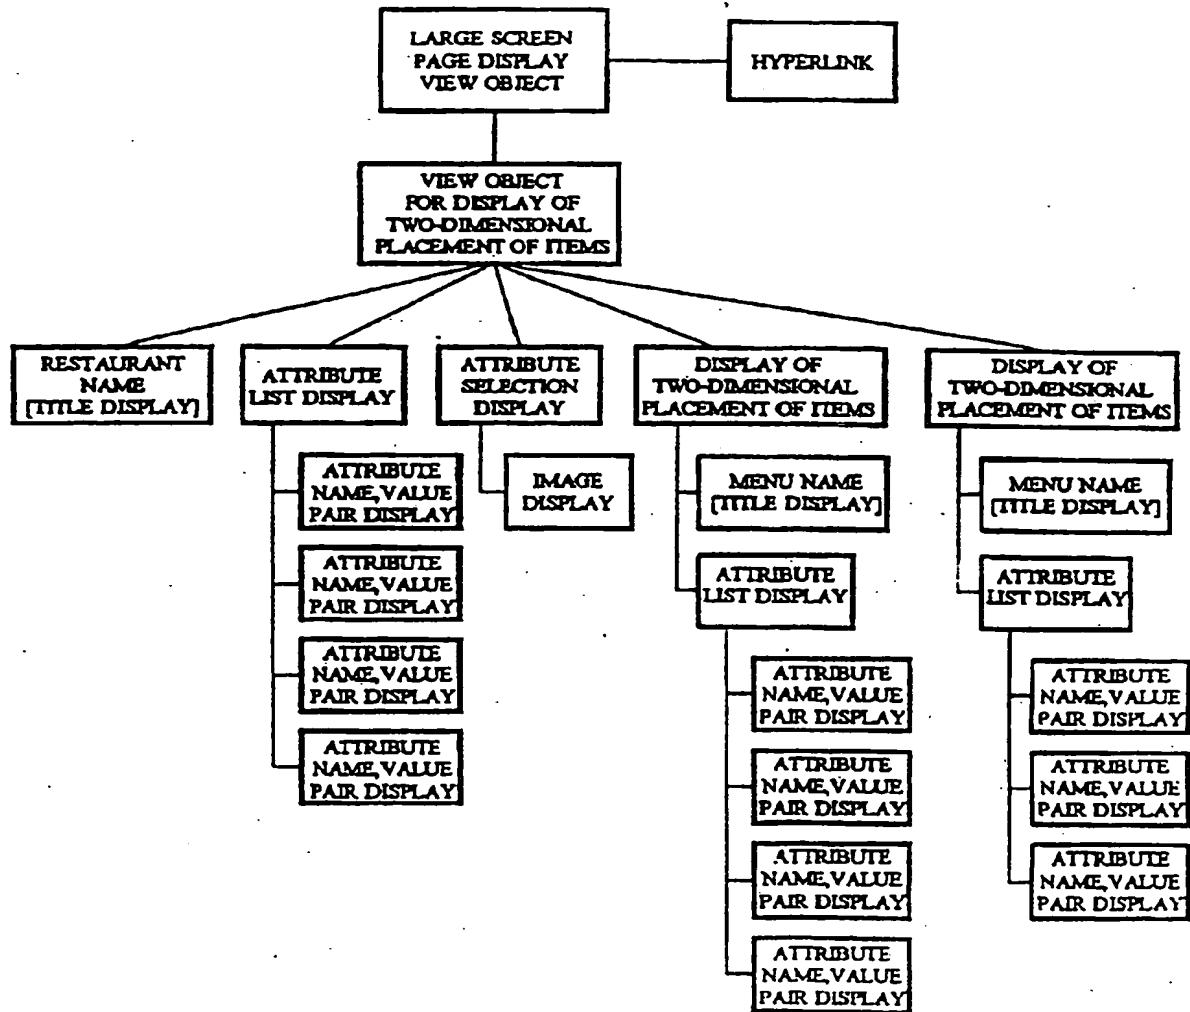 LARGE SCREEN
PAGE DISPLAY
VIEW OBJECT
HYPERLINK
VIEW OBJECT
FOR DISPLAY OF
TWO-DIMENSIONAL
PLACEMENT OF ITEMS
RESTAURANT
NAME
[TITLE DISPLAY]
ATTRIBUTE
LIST DISPLAY
ATTRIBUTE
NAME,VALUE
PAIR DISPLAY
ATTRIBUTE
NAME,VALUE
PAIR DISPLAY
ATTRIBUTE
NAME,VALUE
PAIR DISPLAY
ATTRIBUTE
NAME,VALUE
PAIR DISPLAY
ATTRIBUTE
SELECTION
DISPLAY
IMAGE
DISPLAY
DISPLAY OF
TWO-DIMENSIONAL
PLACEMENT OF ITEMS
MENU NAME
[TITLE DISPLAY]
ATTRIBUTE
LIST DISPLAY
ATTRIBUTE
NAME,VALUE
PAIR DISPLAY
ATTRIBUTE
NAME,VALUE
PAIR DISPLAY
ATTRIBUTE
NAME,VALUE
PAIR DISPLAY
ATTRIBUTE
NAME,VALUE
PAIR DISPLAY
DISPLAY OF
TWO-DIMENSIONAL
PLACEMENT OF ITEMS
MENU NAME
[TITLE DISPLAY]
ATTRIBUTE
LIST DISPLAY
ATTRIBUTE
NAME,VALUE
PAIR DISPLAY
ATTRIBUTE
NAME,VALUE
PAIR DISPLAY
ATTRIBUTE
NAME,VALUE
PAIR DISPLAY